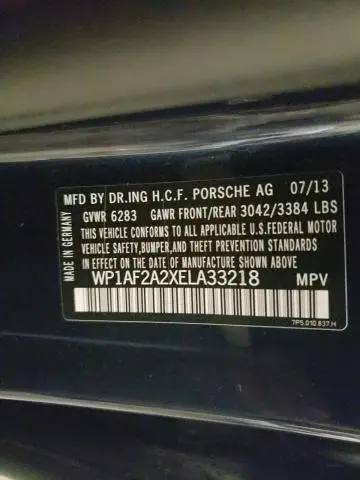 MFD BY DR.ING H.C.F. PORSCHE AG 07/13
GVWR 6283 GAWR FRONT/REAR 3042/3384 LBS
THIS VEHICLE CONFORMS TO ALL APPLICABLE U.S.FEDERAL MOTOR
VEHICLE SAFETY,BUMPER,AND THEFT PREVENTION STANDARDS
IN EFFECT ON THE DATE OF MANUFACTURE SHOWN ABOVE.
WP1AF2A2XELA33218 MPV
7P5.010.837.H
MADE IN GERMANY